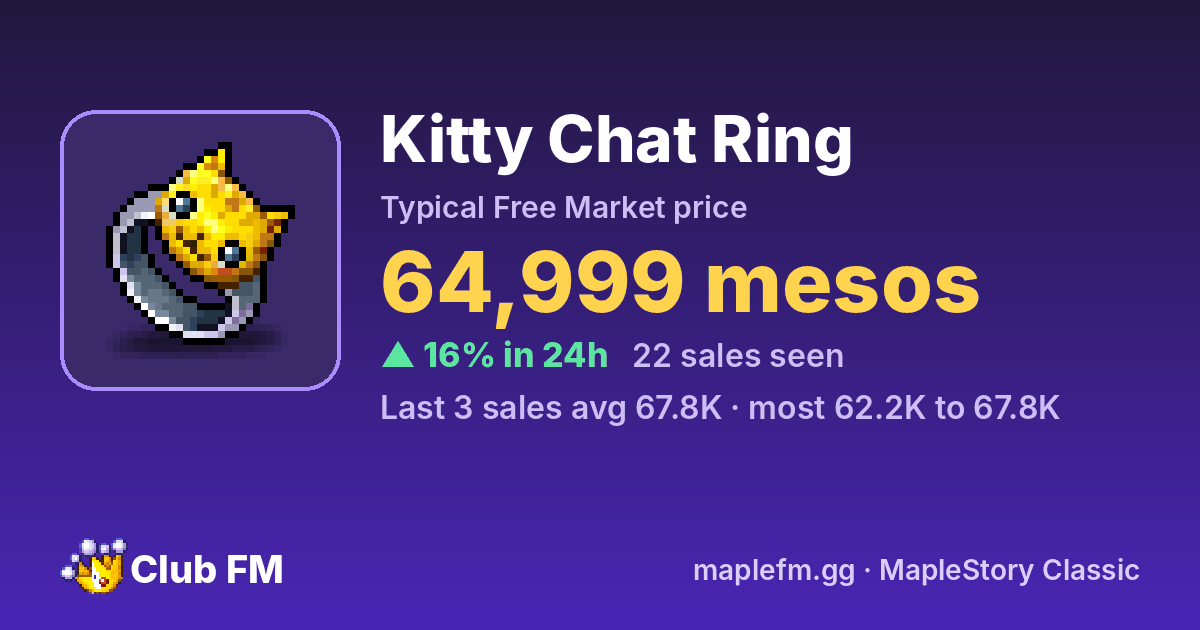 Kitty Chat Ring
Typical Free Market price
64,999 mesos
▲ 16% in 24h 22 sales seen
Last 3 sales avg 67.8K · most 62.2K to 67.8K
Club FM
maplefm.gg · MapleStory Classic